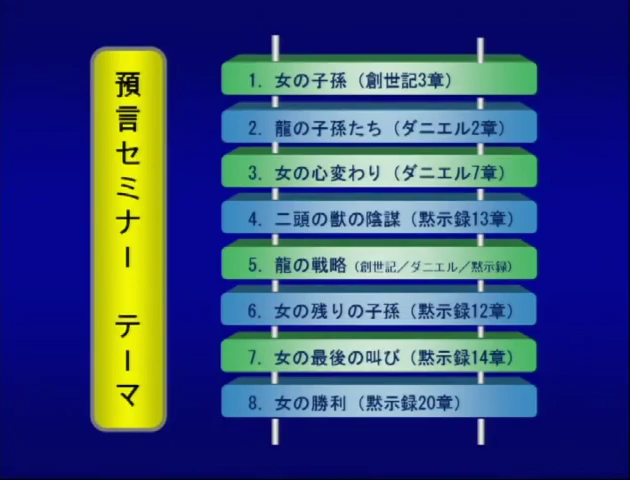 預言セミナー テーマ
1. 女の子孫（創世記3章）
2. 龍の子孫たち（ダニエル2章）
3. 女の心変わり（ダニエル7章）
4. 二頭の獣の陰謀（黙示録13章）
5. 龍の戦略（創世記／ダニエル／黙示録）
6. 女の残りの子孫（黙示録12章）
7. 女の最後の叫び（黙示録14章）
8. 女の勝利（黙示録20章）